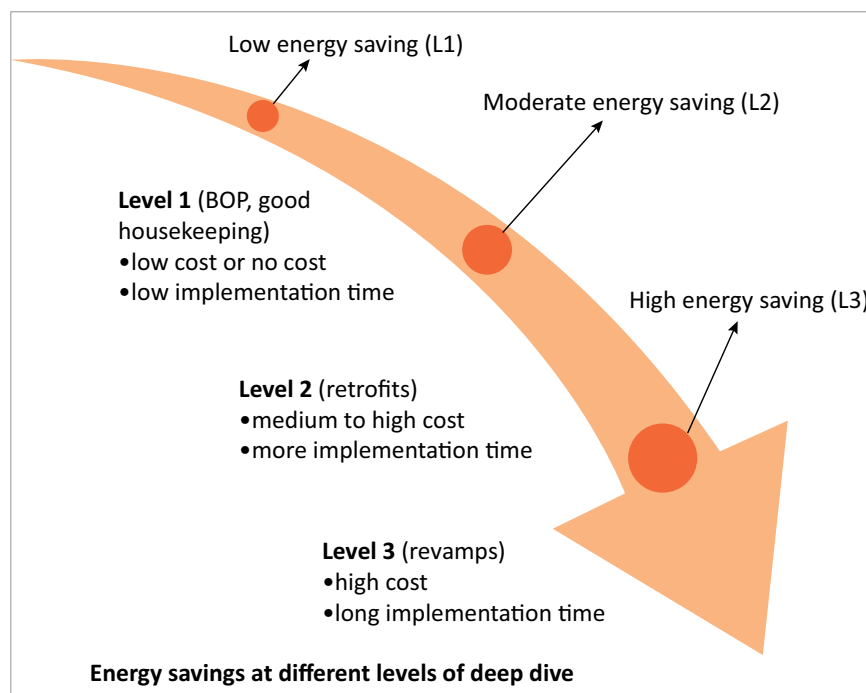 Low energy saving (L1)
Moderate energy saving (L2)
Level 1 (BOP, good
housekeeping)
•low cost or no cost
•low implementation time
High energy saving (L3)
Level 2 (retrofits)
•medium to high cost
•more implementation time
Level 3 (revamps)
•high cost
•long implementation time
Energy savings at different levels of deep dive